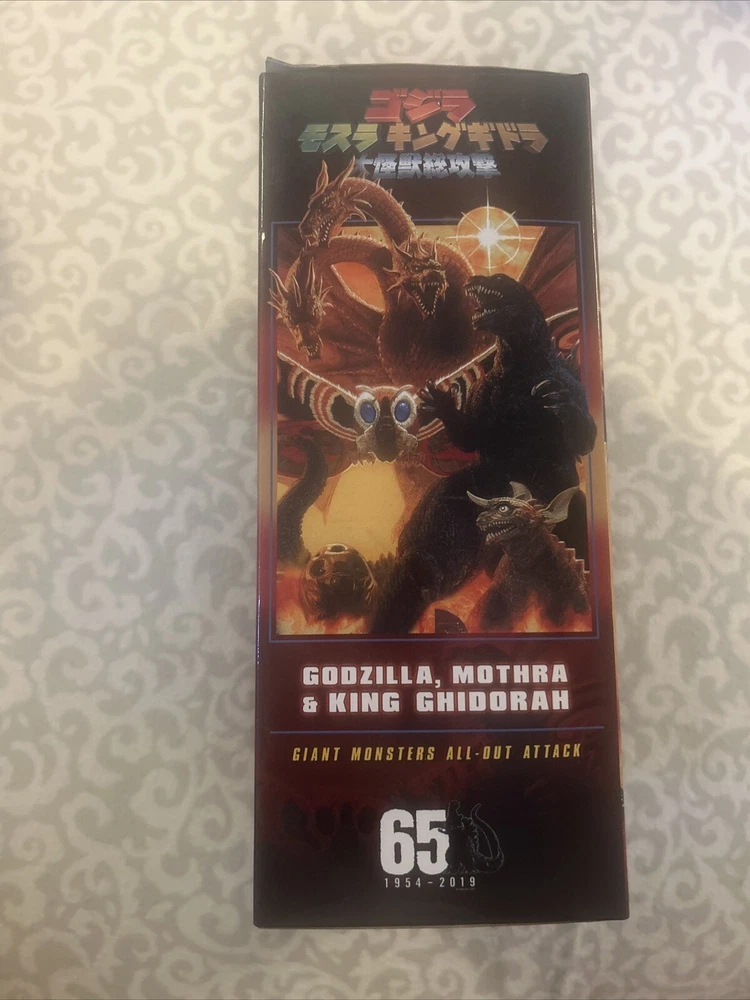 ゴジラ
モスラ キングギドラ
大怪獣総攻撃
GODZILLA, MOTHRA
& KING GHIDORAH
GIANT MONSTERS ALL-OUT ATTACK
65
1954-2019